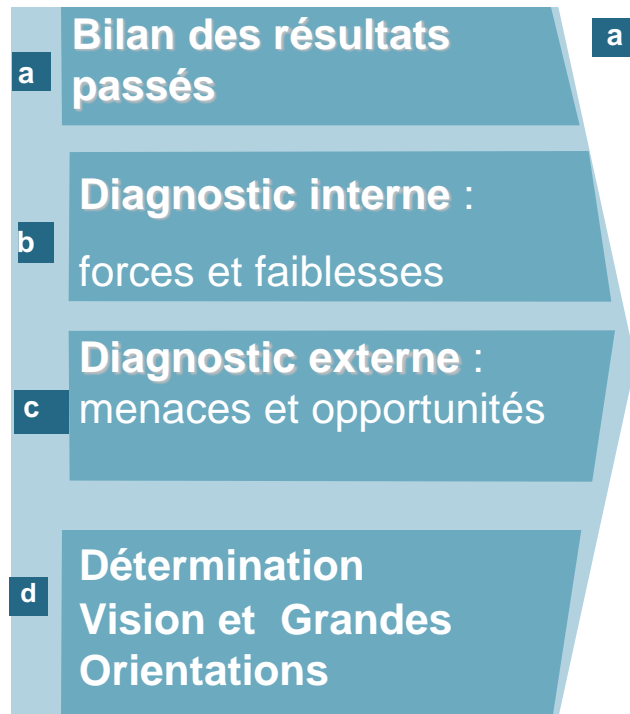 a
Bilan des résultats
passés
a
b
Diagnostic interne :
forces et faiblesses
c
Diagnostic externe :
menaces et opportunités
d
Détermination
Vision et Grandes
Orientations